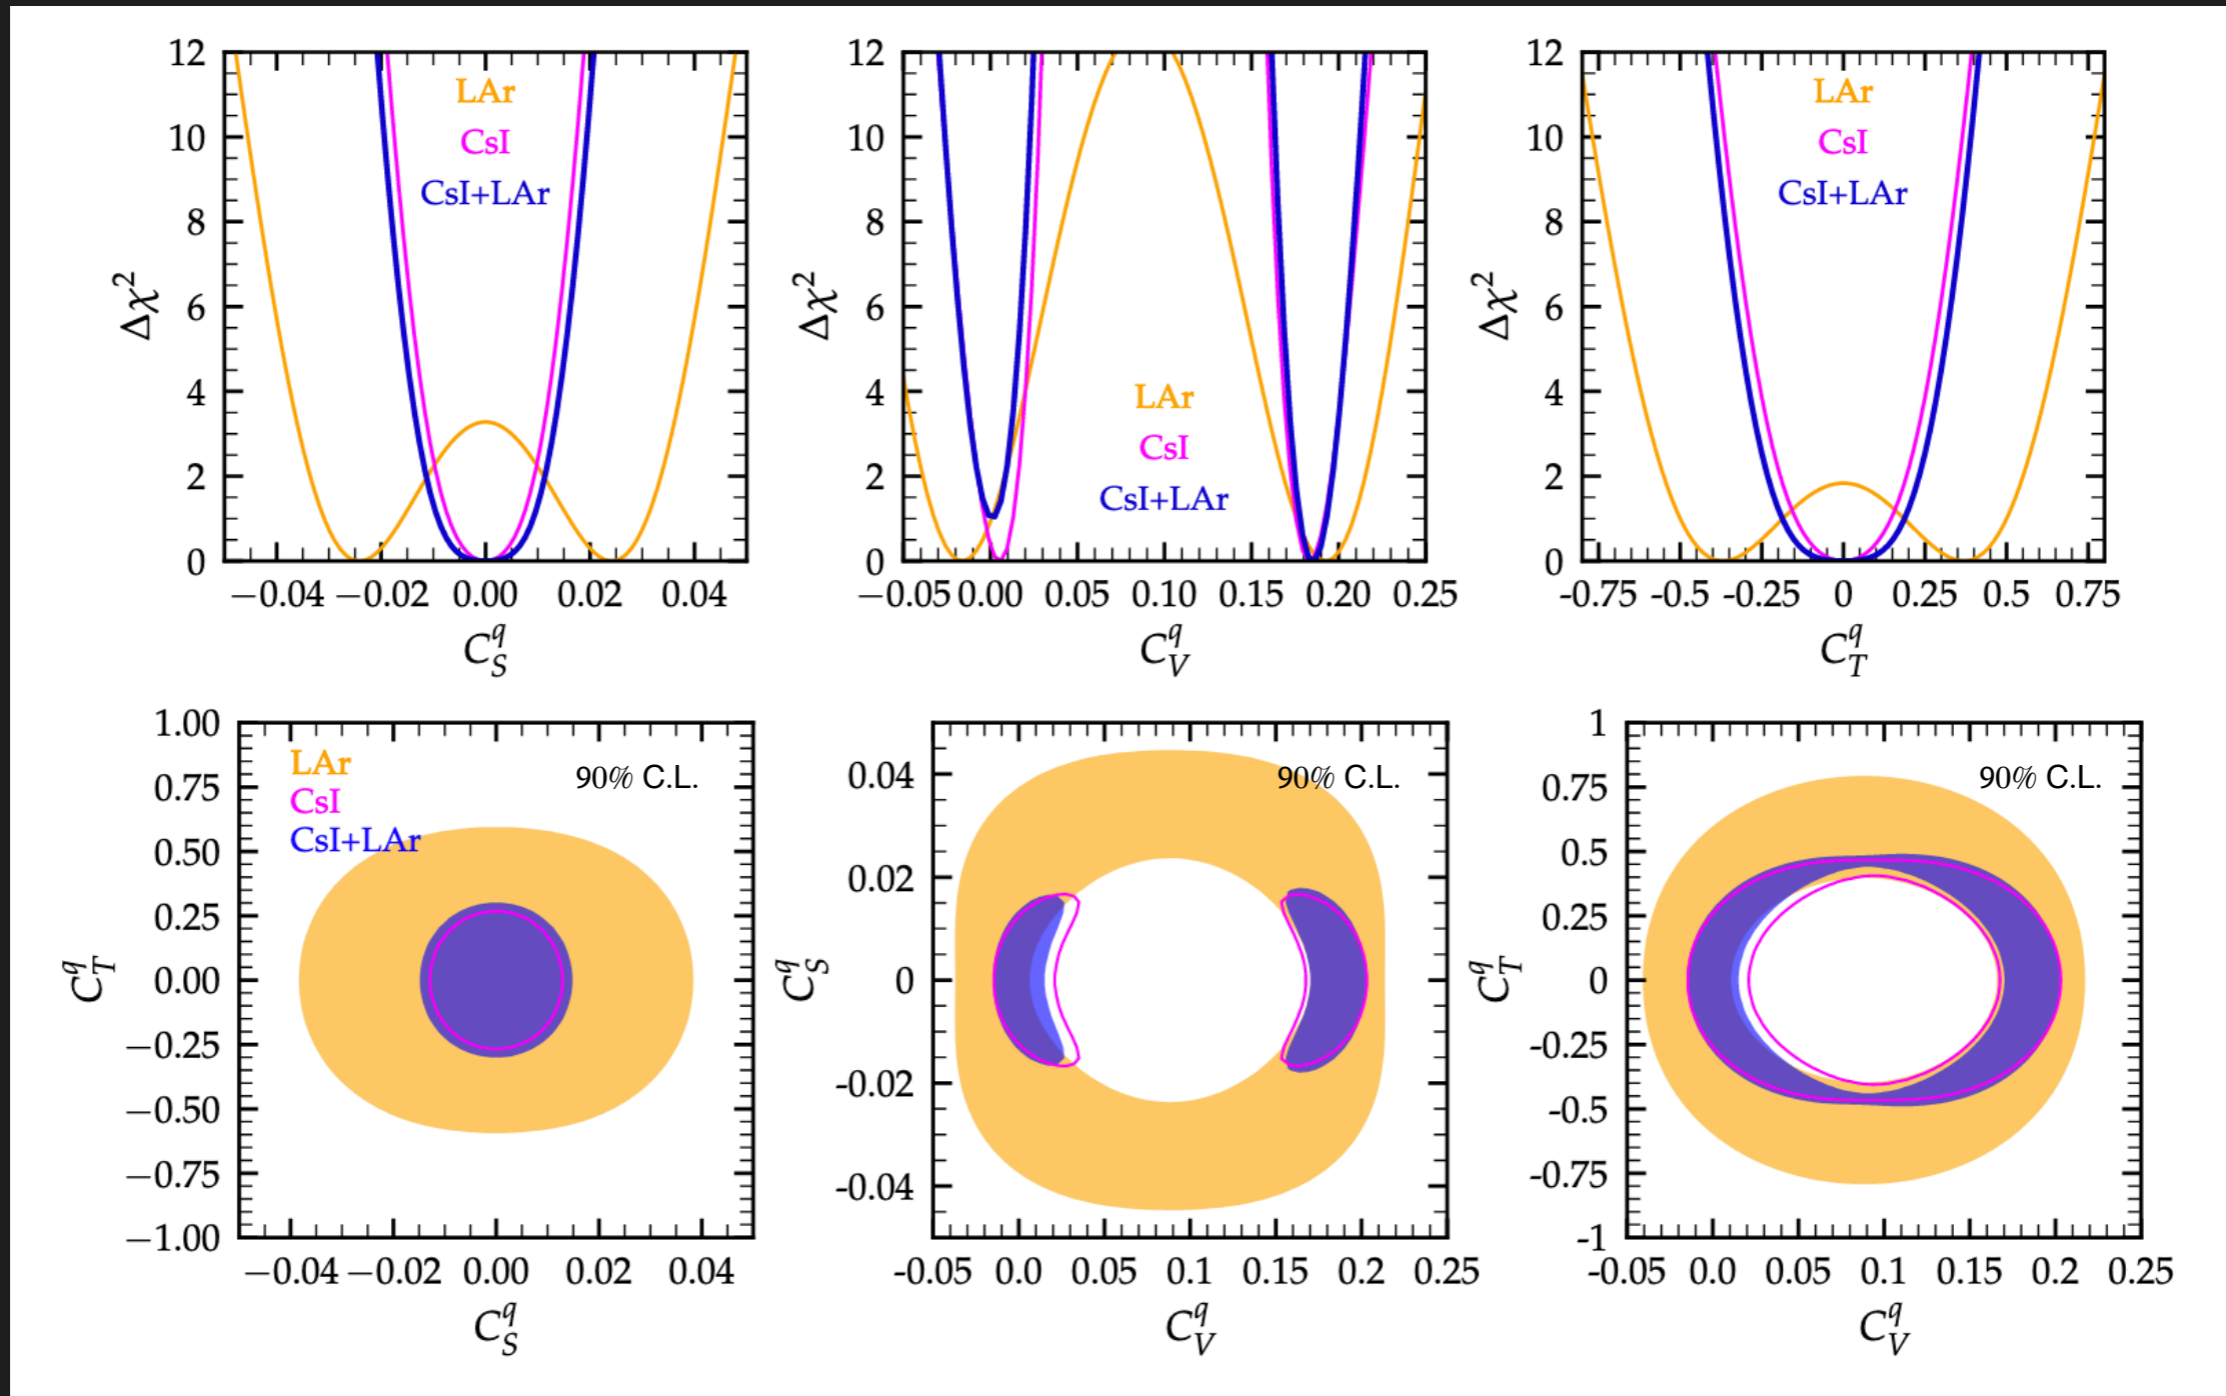 12
10
8
6
4
2
0
Δχ²
LAr
CsI
CsI+LAr
−0.04 −0.02 0.00 0.02 0.04
C_S^q
12
10
8
6
4
2
0
Δχ²
LAr
CsI
CsI+LAr
−0.05 0.00 0.05 0.10 0.15 0.20 0.25
C_V^q
12
10
8
6
4
2
0
Δχ²
LAr
CsI
CsI+LAr
-0.75 -0.5 -0.25 0 0.25 0.5 0.75
C_T^q
1.00
0.75
0.50
0.25
0.00
−0.25
−0.50
−0.75
−1.00
C_T^q
LAr
CsI
CsI+LAr
90% C.L.
−0.04 −0.02 0.00 0.02 0.04
C_S^q
0.04
0.02
0
-0.02
-0.04
C_S^q
90% C.L.
-0.05 0.0 0.05 0.1 0.15 0.2 0.25
C_V^q
1
0.75
0.5
0.25
0
-0.25
-0.5
-0.75
-1
C_T^q
90% C.L.
-0.05 0.0 0.05 0.1 0.15 0.2 0.25
C_V^q